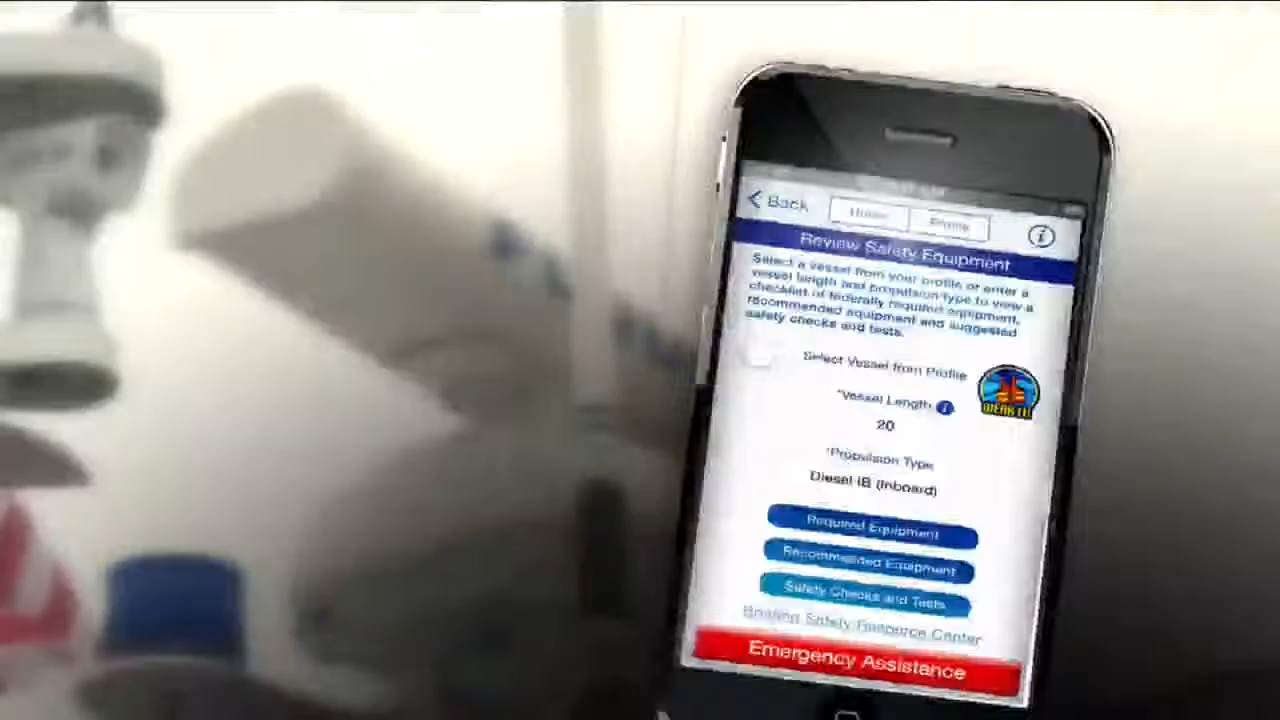 Back
Home
Profile
Review Safety Equipment
Select a vessel from your profile or enter a
vessel length and propulsion type to view a
checklist of federally required equipment,
recommended equipment and suggested
safety checks and tests.
Select Vessel from Profile
*Vessel Length
20
*Propulsion Type
Diesel IB (Inboard)
WEAR IT!
Required Equipment
Recommended Equipment
Safety Checks and Tests
Boating Safety Resource Center
Emergency Assistance